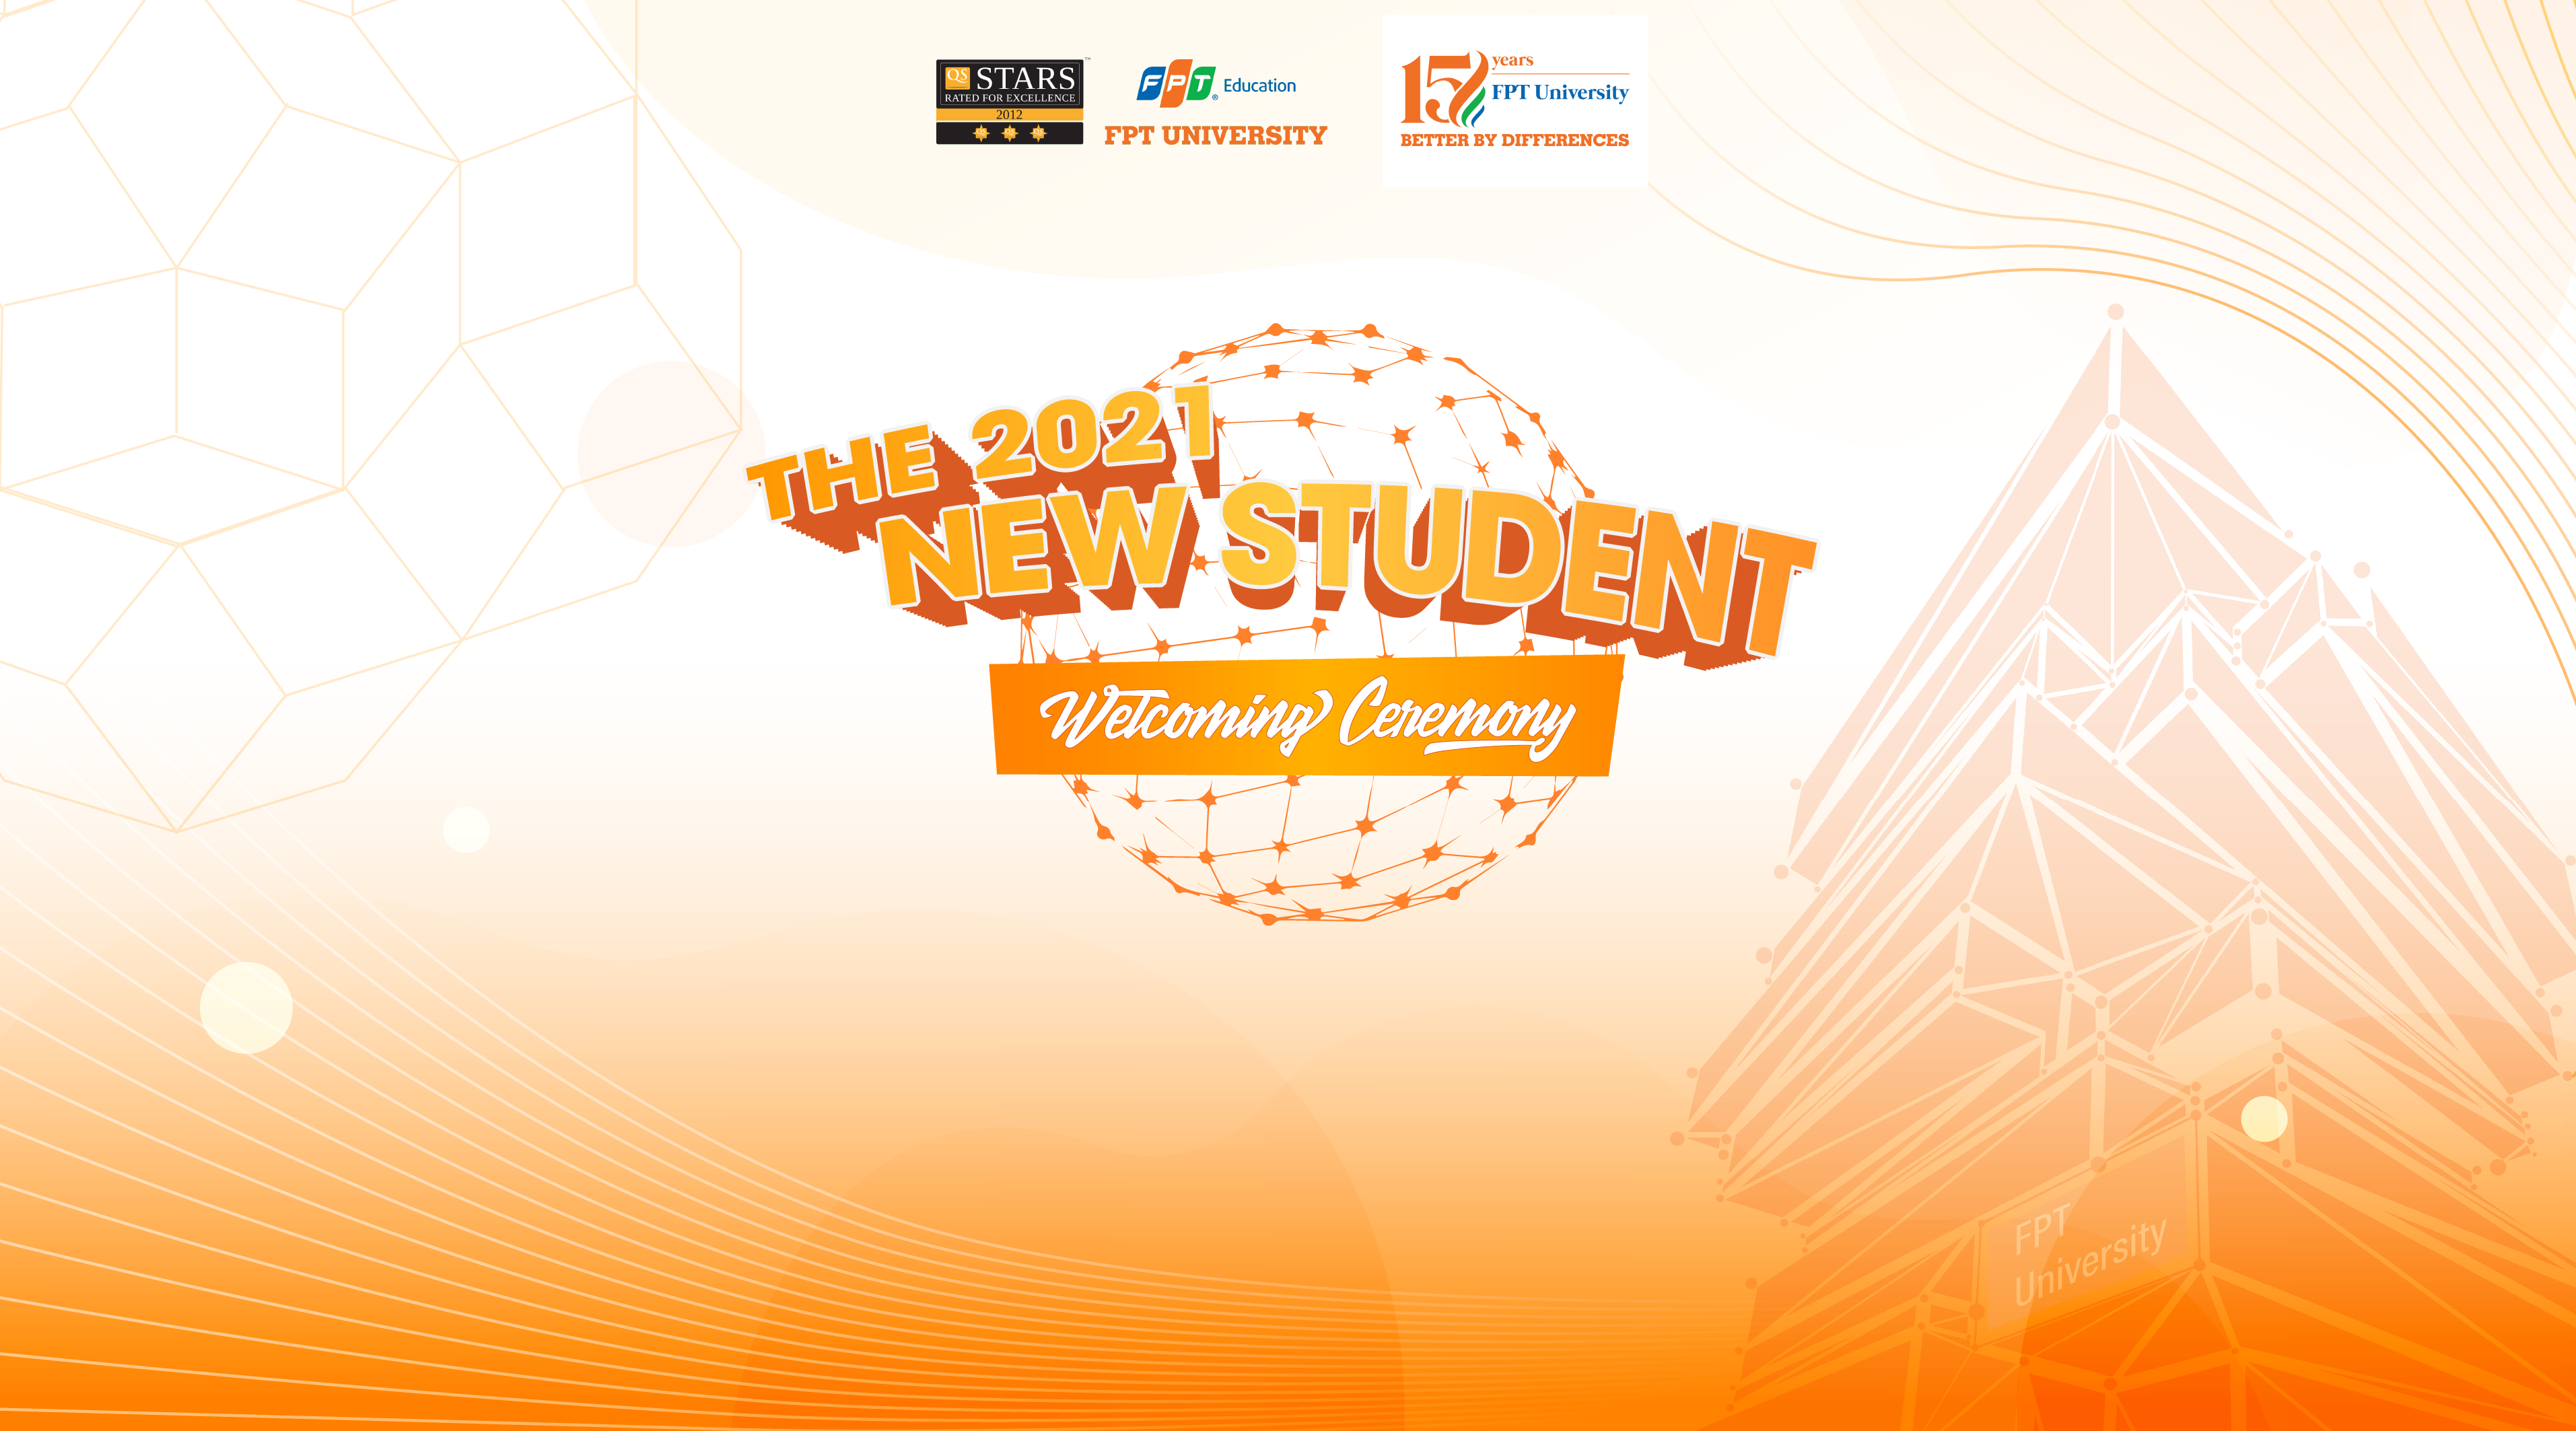 QS STARS™
RATED FOR EXCELLENCE
2012
FPT® Education
FPT UNIVERSITY
15 years
FPT University
BETTER BY DIFFERENCES
THE 2021
NEW STUDENT
Welcoming Ceremony
FPT
University